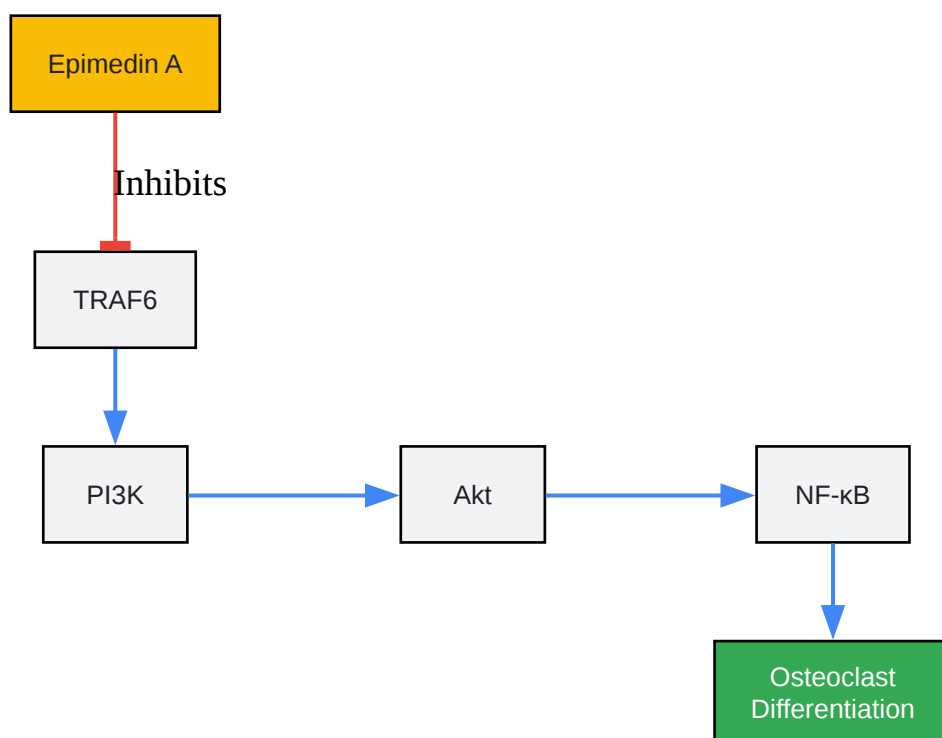 Epimedin A
Inhibits
TRAF6
PI3K
Akt
NF-κB
Osteoclast
Differentiation